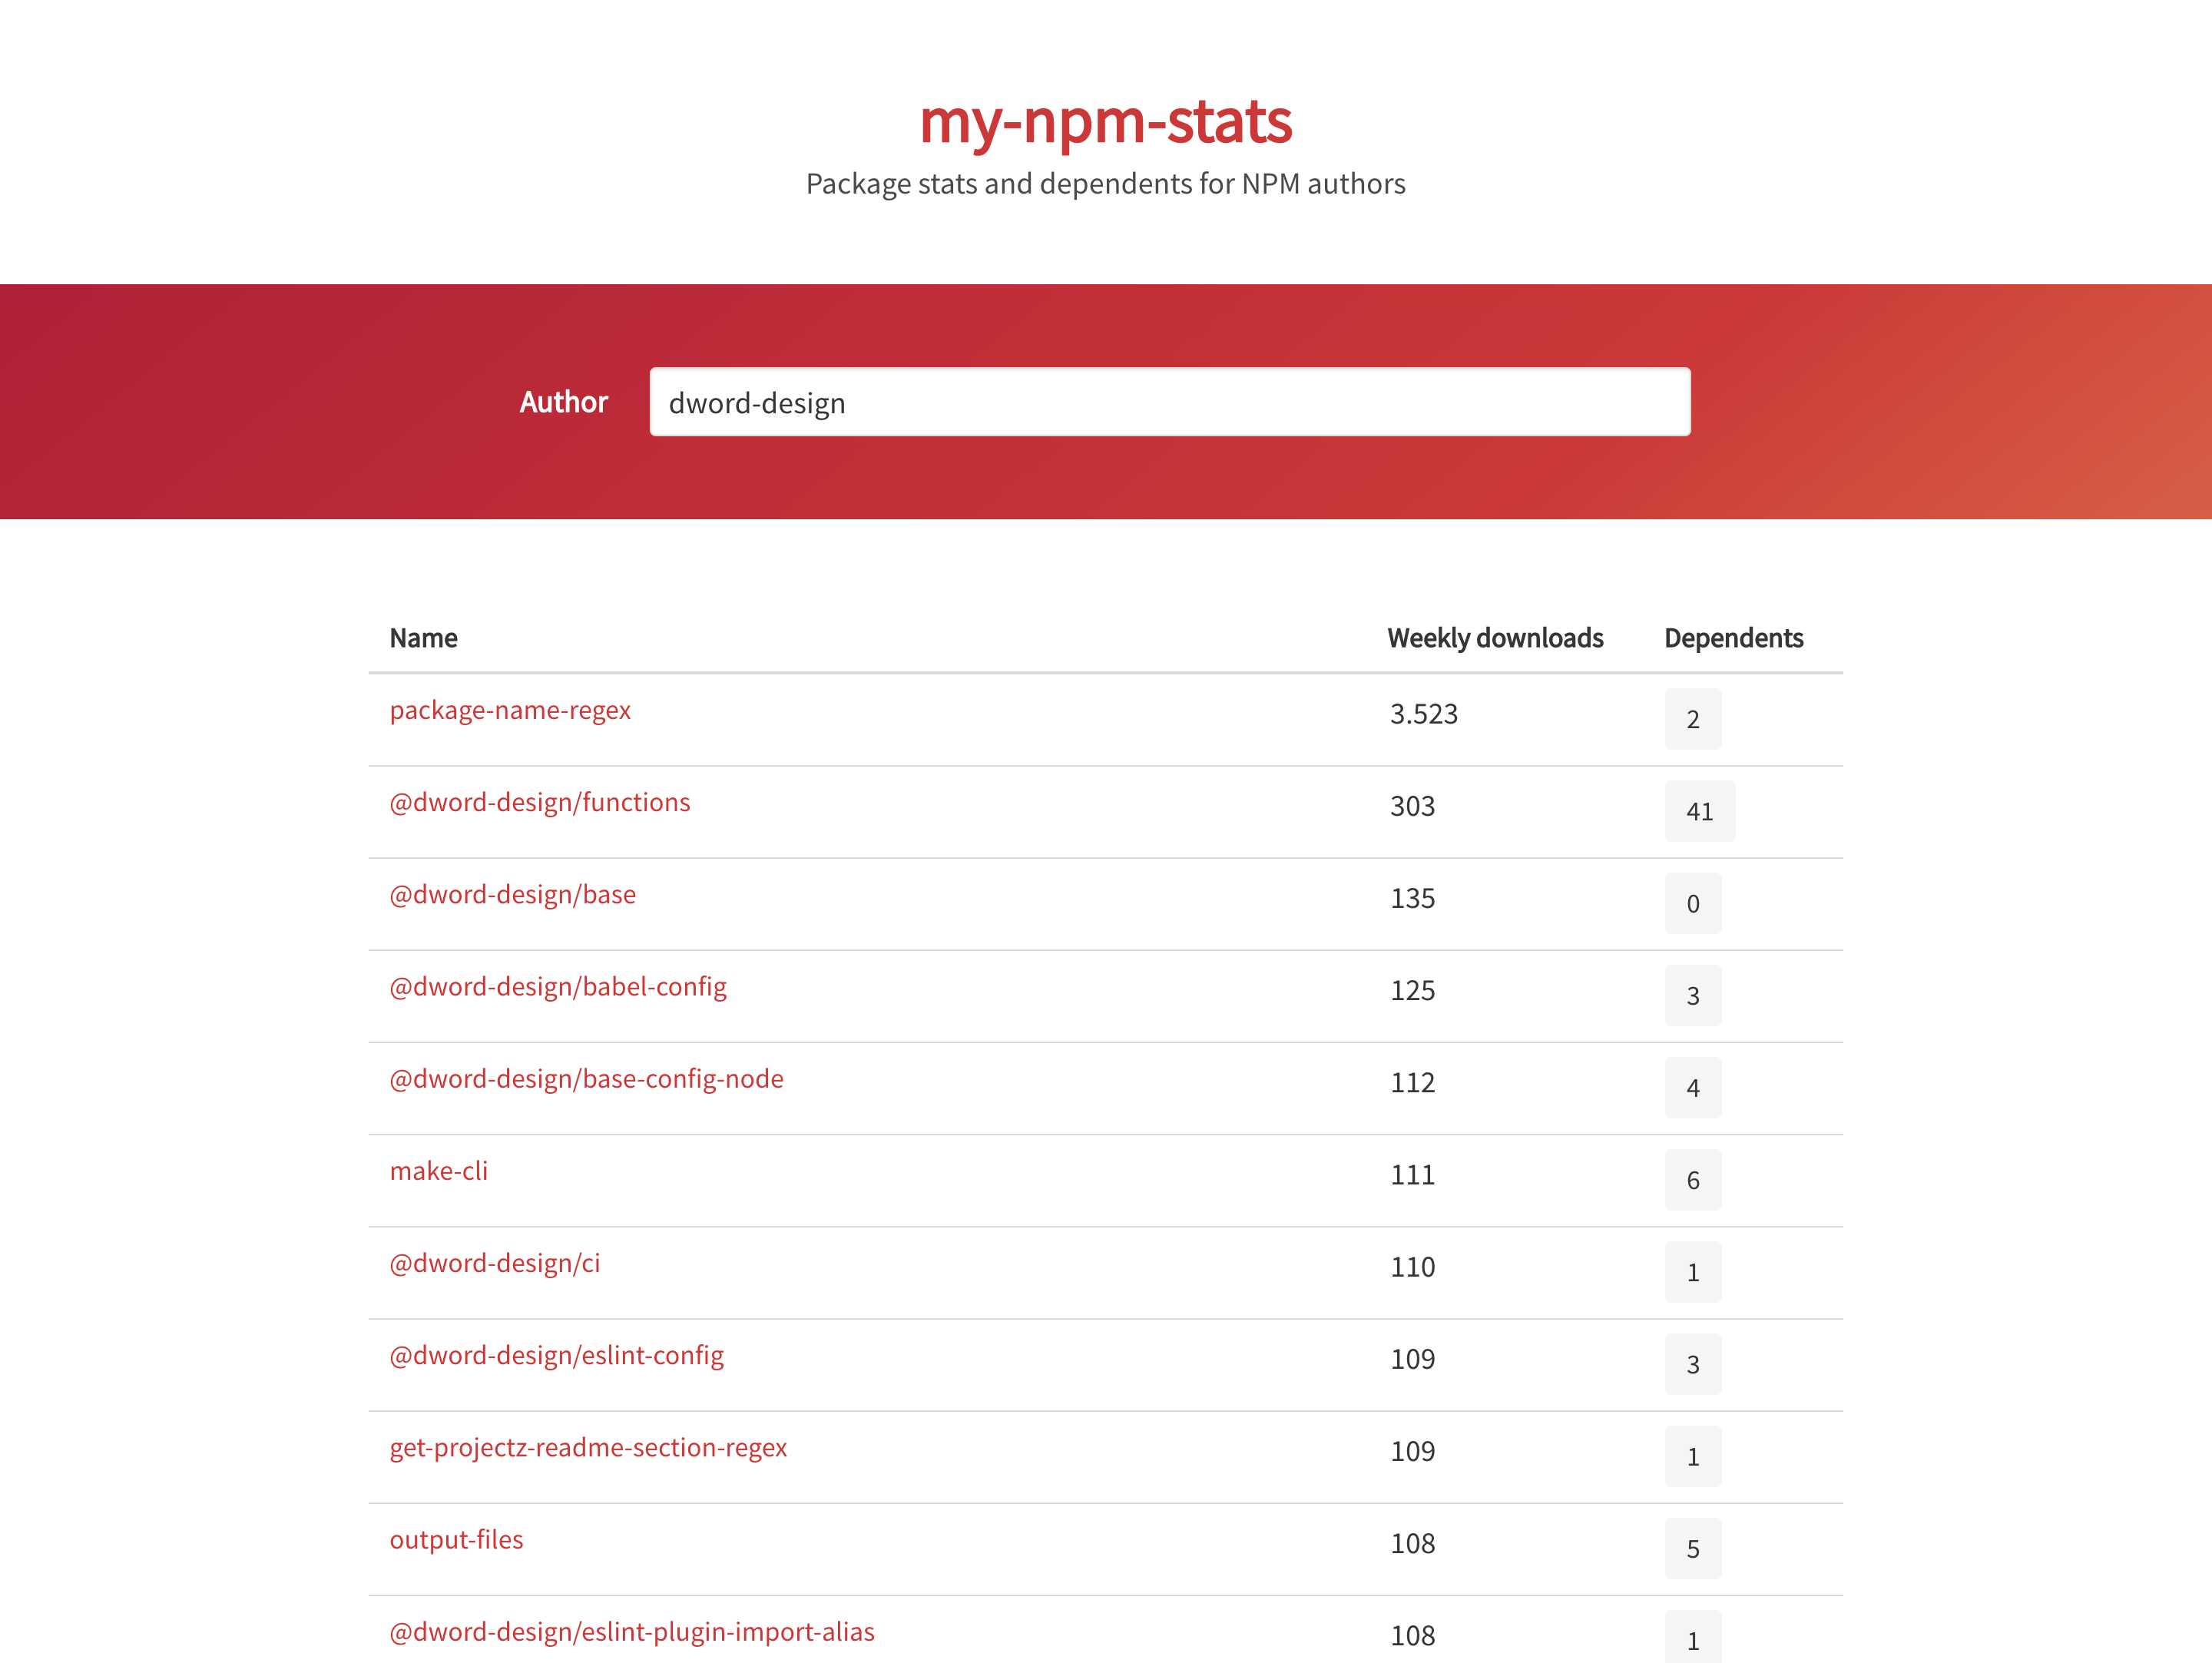 my-npm-stats
Package stats and dependents for NPM authors
Author dword-design
Name Weekly downloads Dependents
package-name-regex 3.523 2
@dword-design/functions 303 41
@dword-design/base 135 0
@dword-design/babel-config 125 3
@dword-design/base-config-node 112 4
make-cli 111 6
@dword-design/ci 110 1
@dword-design/eslint-config 109 3
get-projectz-readme-section-regex 109 1
output-files 108 5
@dword-design/eslint-plugin-import-alias 108 1